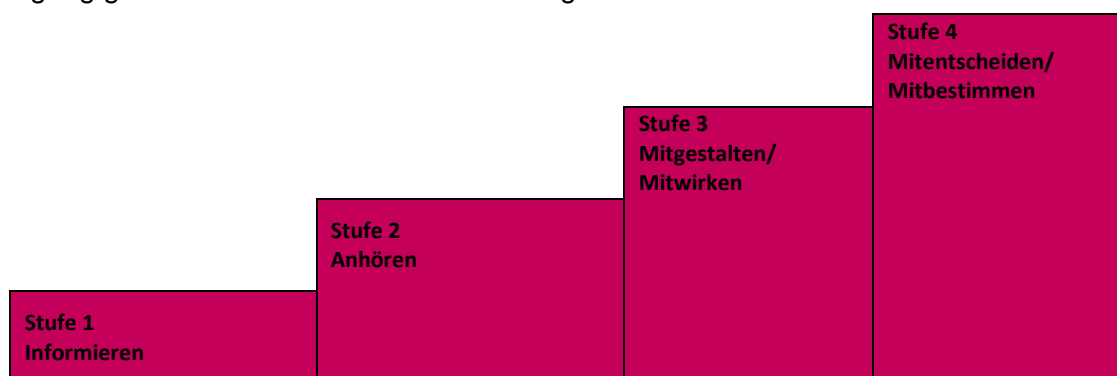 Stufe 4
Mitentscheiden/
Mitbestimmen
Stufe 3
Mitgestalten/
Mitwirken
Stufe 2
Anhören
Stufe 1
Informieren